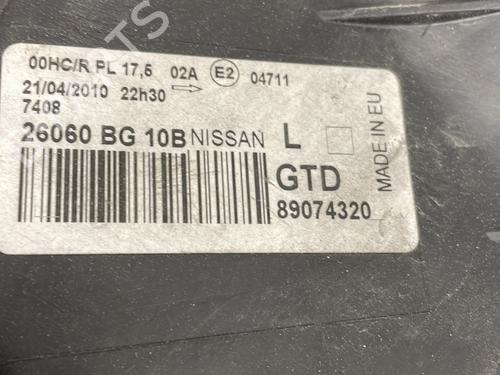 00HC/R PL 17,5 02A E2 04711
21/04/2010 22h30
7408
26060 BG 10B NISSAN L
GTD
89074320
MADE IN EU